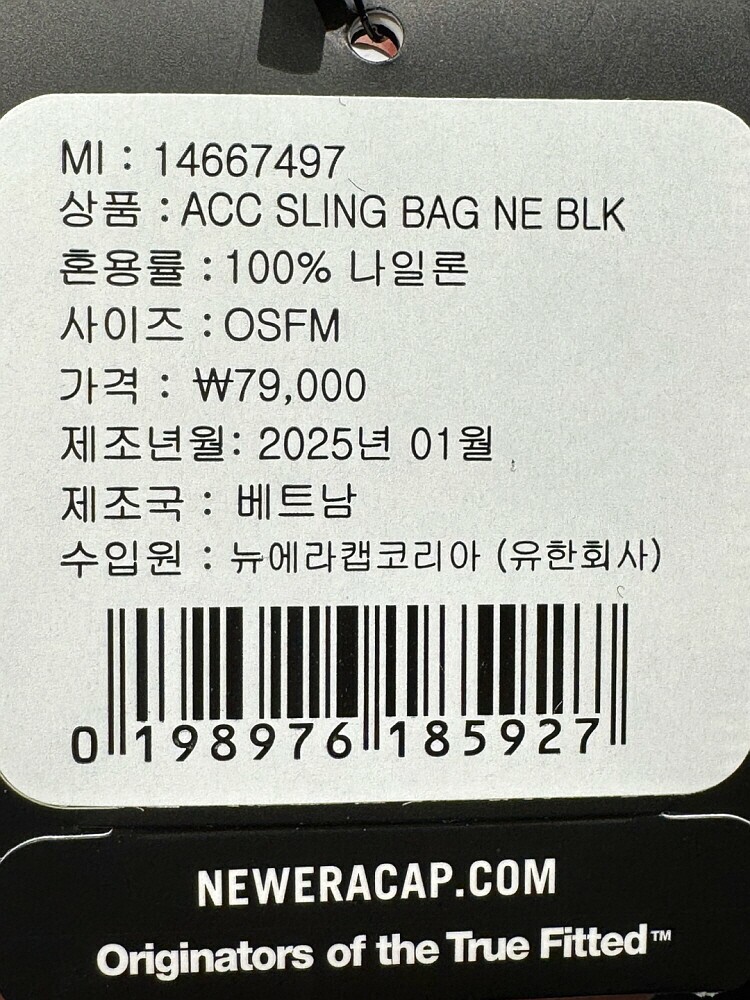 MI : 14667497
상품 : ACC SLING BAG NE BLK
혼용률 : 100% 나일론
사이즈 : OSFM
가격 : ₩79,000
제조년월: 2025년 01월
제조국 : 베트남
수입원 : 뉴에라캡코리아 (유한회사)
0 198976 185927
NEWERACAP.COM
Originators of the True Fitted™